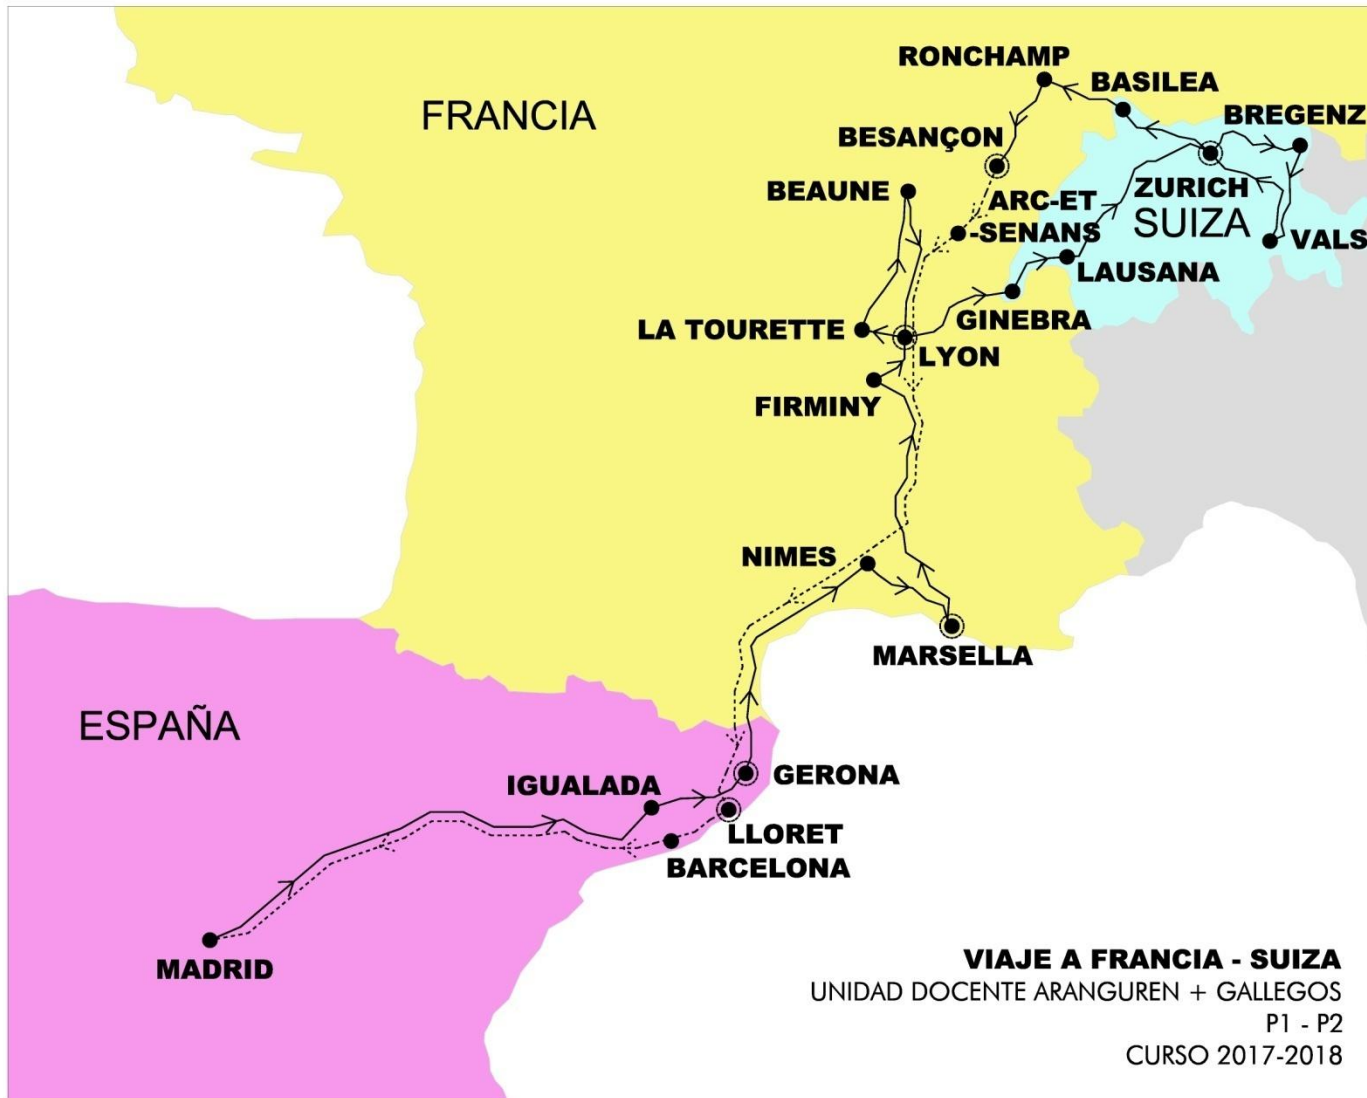 RONCHAMP
BASILEA
FRANCIA
BREGENZ
BESANÇON
BEAUNE
ZURICH
ARC-ET
-SENANS
SUIZA
VALS
LAUSANA
GINEBRA
LA TOURETTE
LYON
FIRMINY
NIMES
MARSELLA
ESPAÑA
GERONA
IGUALADA
LLORET
BARCELONA
MADRID
VIAJE A FRANCIA - SUIZA
UNIDAD DOCENTE ARANGUREN + GALLEGOS
P1 - P2
CURSO 2017-2018